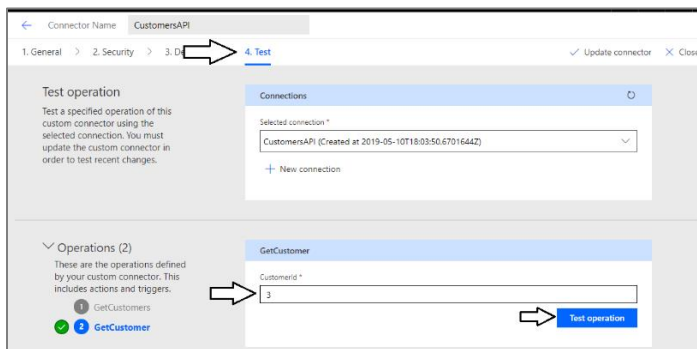 Connector Name CustomersAPI
1. General > 2. Security > 3. De 4. Test Update connector Close
Test operation
Test a specified operation of this
custom connector using the
selected connection. You must
update the custom connector in
order to test recent changes.
Connections
Selected connection *
CustomersAPI (Created at 2019-05-10T18:03:50.6701644Z)
+ New connection
Operations (2)
These are the operations defined
by your custom connector. This
includes actions and triggers.
1 GetCustomers
2 GetCustomer
GetCustomer
CustomerId *
3
Test operation